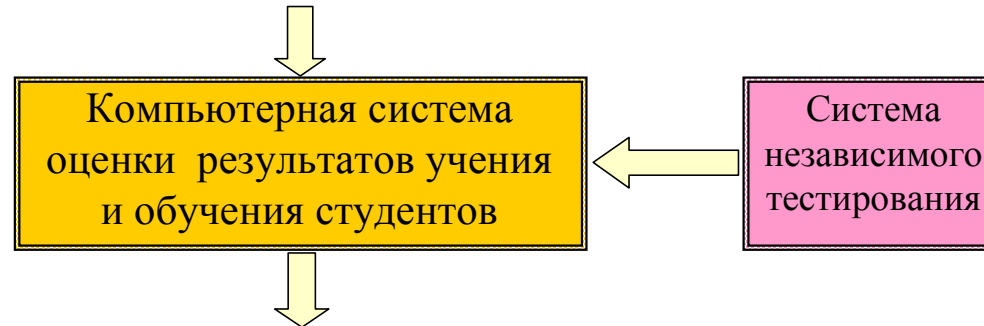 Компьютерная система
оценки результатов учения
и обучения студентов
Система
независимого
тестирования